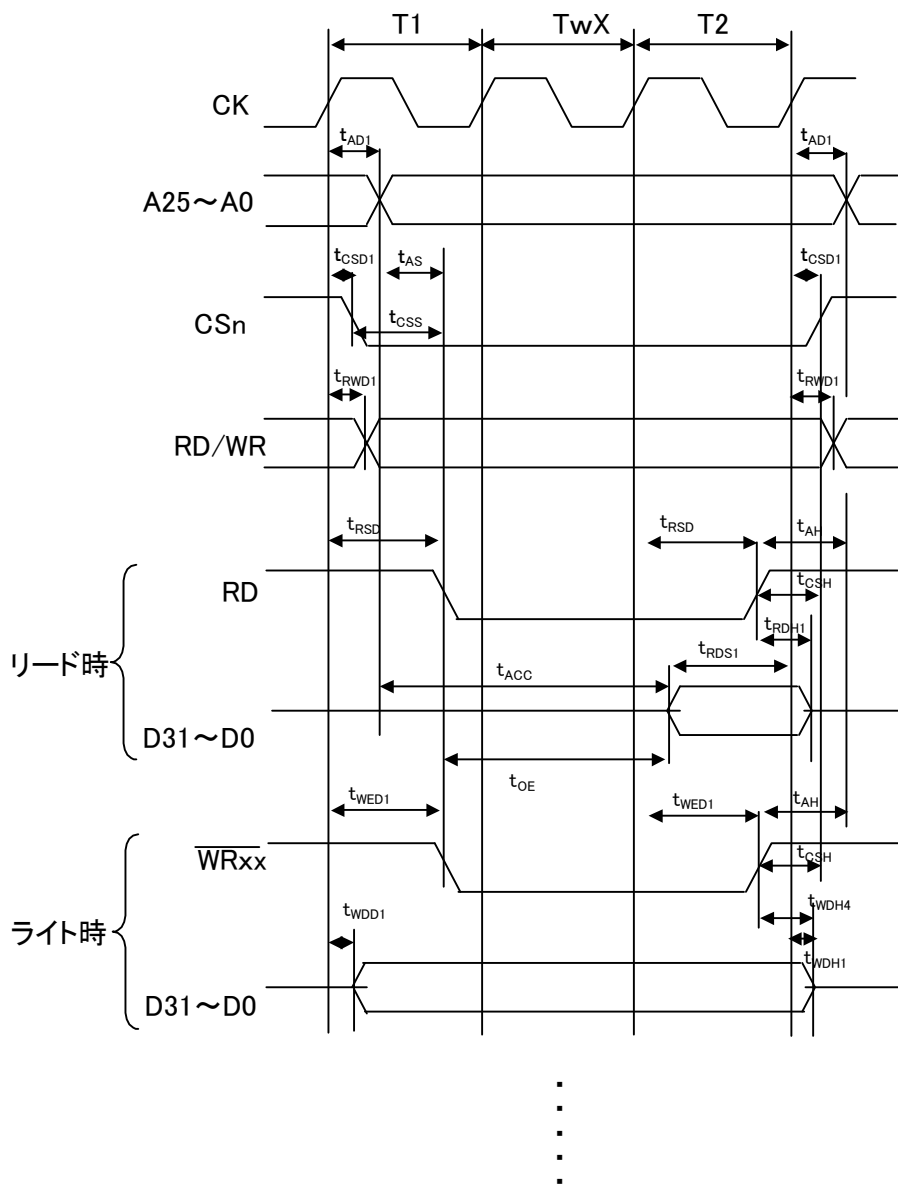 T1 TwX T2
CK
tAD1 tAD1
A25～A0
tCSD1 tAS tCSD1
CSn
tCSS
tRWD1 tRWD1
RD/WR
tRSD tRSD tAH
RD
tCSH
tRDH1
リード時
tRDS1
tACC
D31～D0
tOE
tWED1 tWED1 tAH
WRxx
tCSH
ライト時
tWDD1 tWDH4
tWDH1
D31～D0